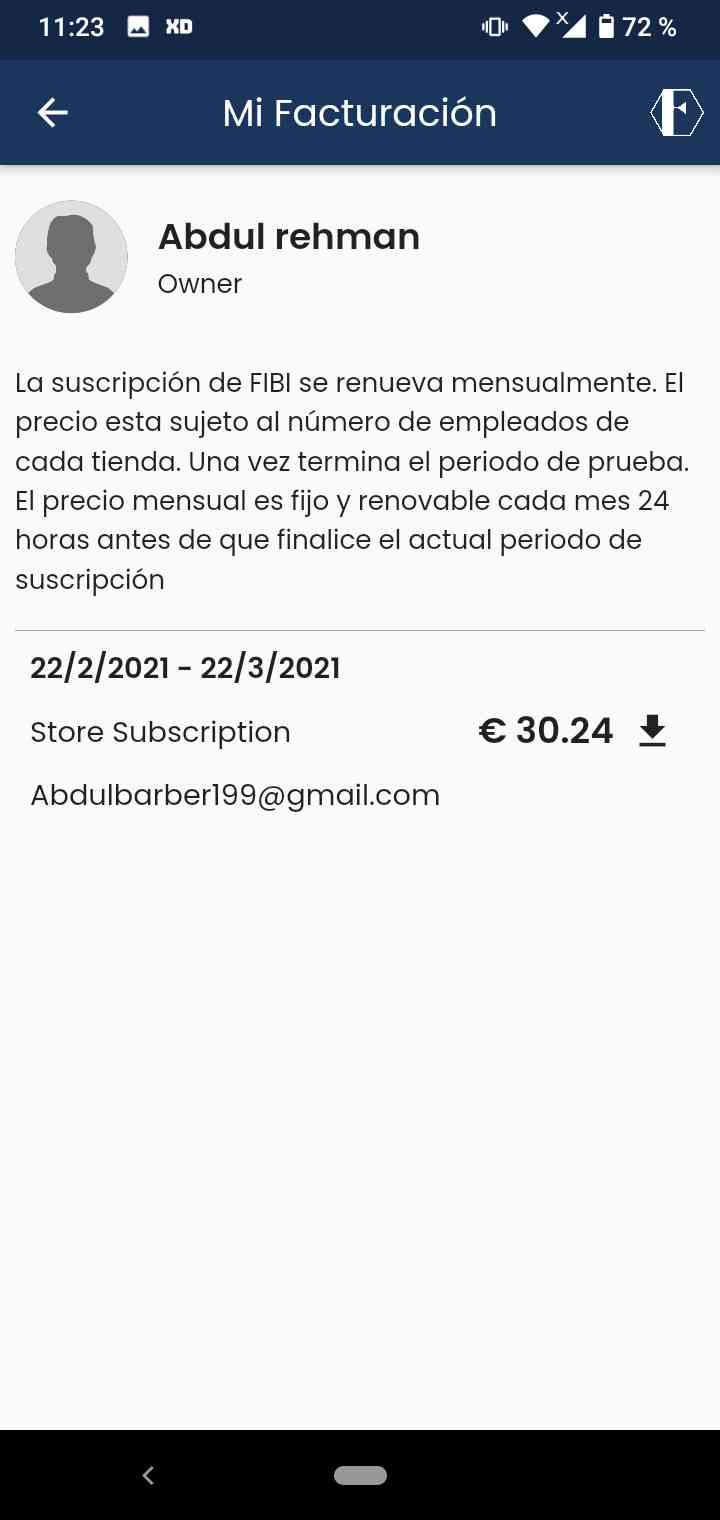 11:23 XD 72 %
Mi Facturación
Abdul rehman
Owner
La suscripción de FIBI se renueva mensualmente. El
precio esta sujeto al número de empleados de
cada tienda. Una vez termina el periodo de prueba.
El precio mensual es fijo y renovable cada mes 24
horas antes de que finalice el actual periodo de
suscripción
22/2/2021 - 22/3/2021
Store Subscription € 30.24
Abdulbarber199@gmail.com